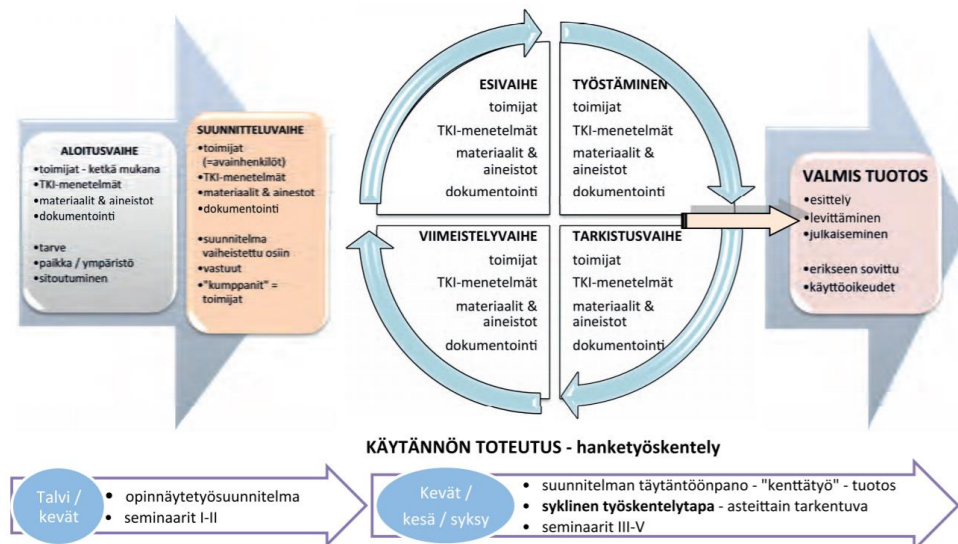 ALOITUSVAIHE
•toimijat - ketkä mukana
•TKI-menetelmät
•materiaalit & aineistot
•dokumentointi
•tarve
•paikka / ympäristö
•sitoutuminen
SUUNNITTELUVAIHE
•toimijat
(=avainhenkilöt)
•TKI-menetelmät
•materiaalit & ainestot
•dokumentointi
•suunnitelma
vaiheistettu osiin
•vastuut
•"kumppanit" =
toimijat
ESIVAIHE
toimijat
TKI-menetelmät
materiaalit &
aineistot
dokumentointi
TYÖSTÄMINEN
toimijat
TKI-menetelmät
materiaalit &
aineistot
dokumentointi
VIIMEISTELYVAIHE
toimijat
TKI-menetelmät
materiaalit &
aineistot
dokumentointi
TARKISTUSVAIHE
toimijat
TKI-menetelmät
materiaalit &
aineistot
dokumentointi
VALMIS TUOTOS
•esittely
•levittäminen
•julkaiseminen
•erikseen sovittu
•käyttöoikeudet
KÄYTÄNNÖN TOTEUTUS - hanketyöskentely
Talvi /
kevät
• opinnäytetyösuunnitelma
• seminaarit I-II
Kevät /
kesä / syksy
• suunnitelman täytäntöönpano - "kenttätyö" - tuotos
• syklinen työskentelytapa - asteittain tarkentuva
• seminaarit III-V